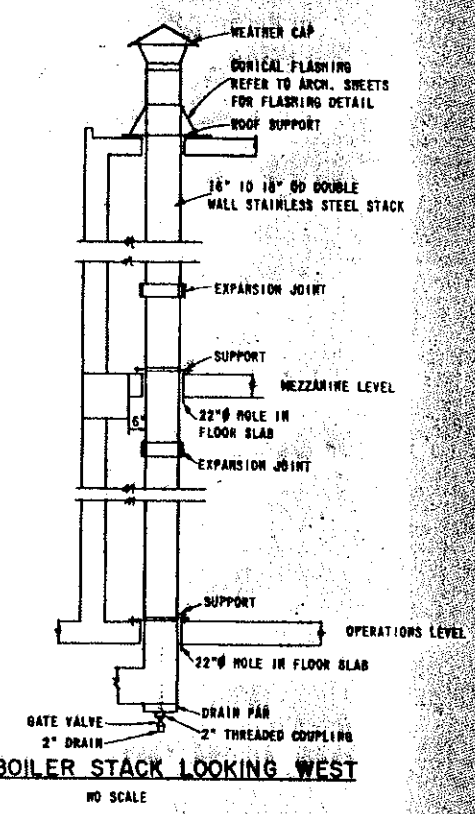 WEATHER CAP
CONICAL FLASHING
REFER TO ARCH. SHEETS
FOR FLASHING DETAIL
ROOF SUPPORT
16" ID 18" OD DOUBLE
WALL STAINLESS STEEL STACK
EXPANSION JOINT
SUPPORT
MEZZANINE LEVEL
6"
22"Ø HOLE IN
FLOOR SLAB
EXPANSION JOINT
SUPPORT
OPERATIONS LEVEL
22"Ø HOLE IN FLOOR SLAB
DRAIN PAN
GATE VALVE
2" THREADED COUPLING
2" DRAIN
BOILER STACK LOOKING WEST
NO SCALE